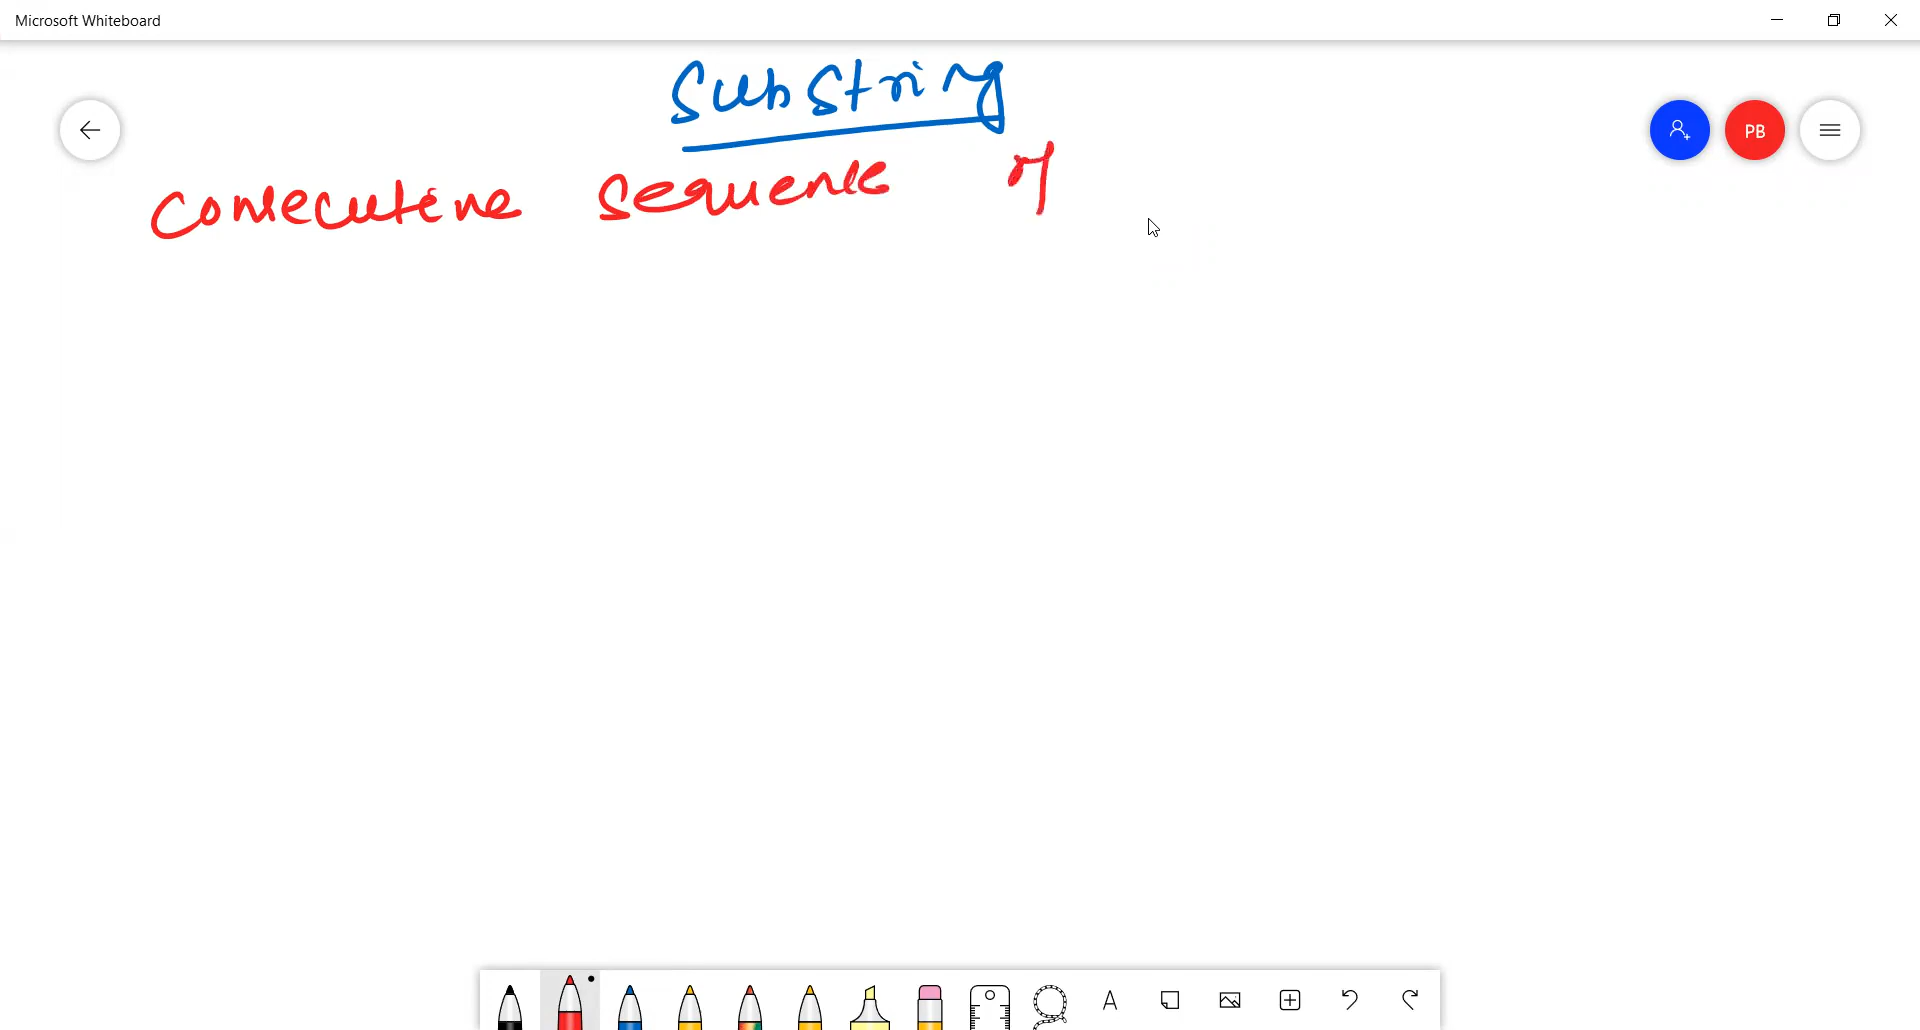 Microsoft Whiteboard
Substring
PB
Consecutive Sequence of
A